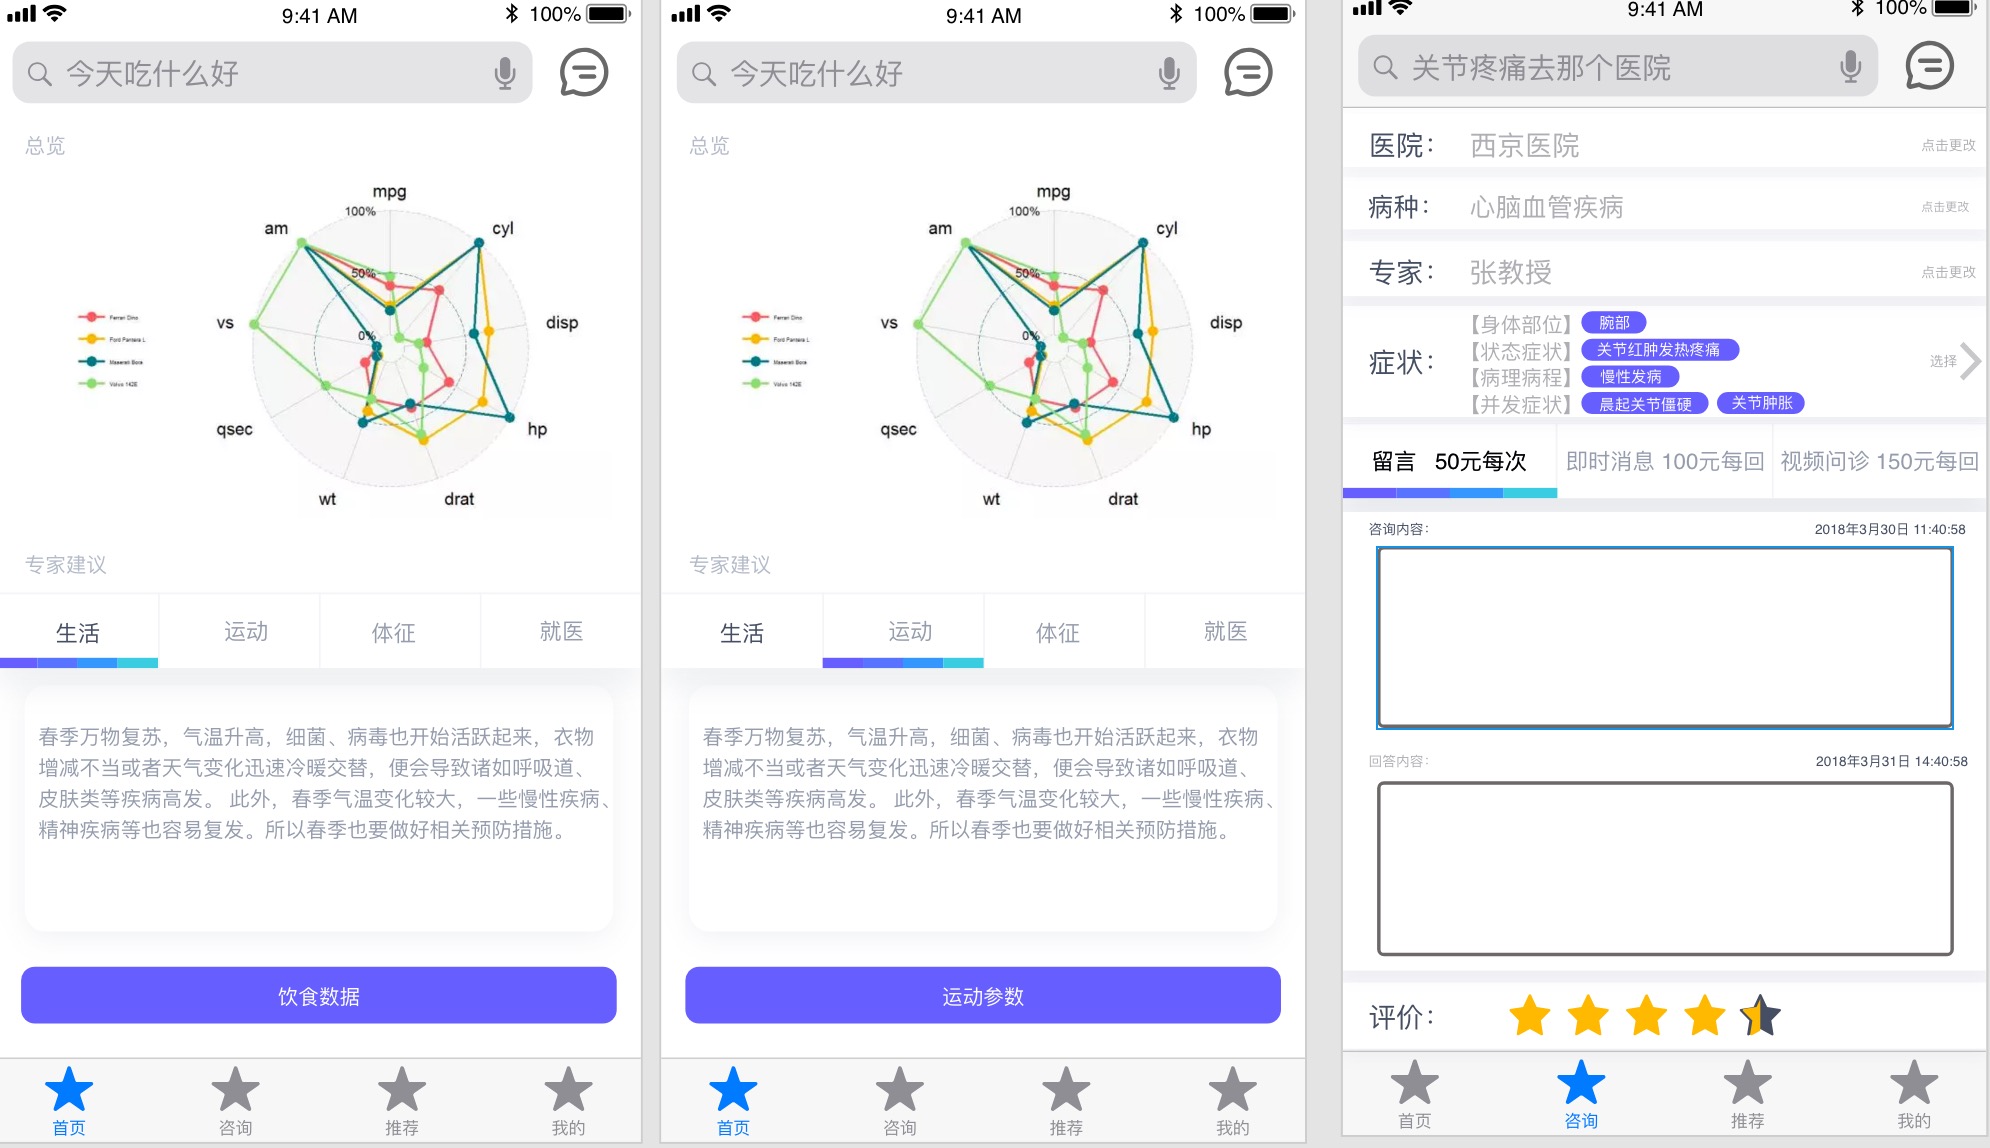 9:41 AM
100%
今天吃什么好
总览
mpg
100%
am
cyl
50%
vs
0%
disp
Ferrari Dino
Ford Pantera L
Maserati Bora
Volvo 142E
qsec
hp
wt
drat
专家建议
生活
运动
体征
就医
春季万物复苏，气温升高，细菌、病毒也开始活跃起来，衣物
增减不当或者天气变化迅速冷暖交替，便会导致诸如呼吸道、
皮肤类等疾病高发。 此外，春季气温变化较大，一些慢性疾病、
精神疾病等也容易复发。所以春季也要做好相关预防措施。
饮食数据
首页
咨询
推荐
我的
9:41 AM
100%
今天吃什么好
总览
mpg
100%
am
cyl
50%
vs
0%
disp
Ferrari Dino
Ford Pantera L
Maserati Bora
Volvo 142E
qsec
hp
wt
drat
专家建议
生活
运动
体征
就医
春季万物复苏，气温升高，细菌、病毒也开始活跃起来，衣物
增减不当或者天气变化迅速冷暖交替，便会导致诸如呼吸道、
皮肤类等疾病高发。 此外，春季气温变化较大，一些慢性疾病、
精神疾病等也容易复发。所以春季也要做好相关预防措施。
运动参数
首页
咨询
推荐
我的
9:41 AM
100%
关节疼痛去那个医院
医院： 西京医院 点击更改
病种： 心脑血管疾病 点击更改
专家： 张教授 点击更改
症状：
【身体部位】 腕部
【状态症状】 关节红肿发热疼痛
【病理病程】 慢性发病
【并发症状】 晨起关节僵硬 关节肿胀
选择
留言 50元每次
即时消息 100元每回
视频问诊 150元每回
咨询内容： 2018年3月30日 11:40:58
回答内容： 2018年3月31日 14:40:58
评价：
首页
咨询
推荐
我的